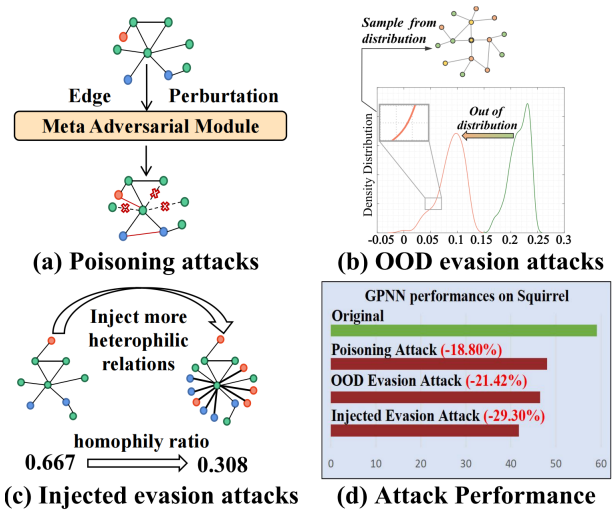 Edge Perburtation
Meta Adversarial Module
(a) Poisoning attacks
Sample from
distribution
Out of
distribution
Density Distribution
-0.05 0 0.05 0.1 0.15 0.2 0.25 0.3
(b) OOD evasion attacks
Inject more
heterophilic
relations
homophily ratio
0.667 0.308
(c) Injected evasion attacks
GPNN performances on Squirrel
Original
Poisoning Attack (-18.80%)
OOD Evasion Attack (-21.42%)
Injected Evasion Attack (-29.30%)
0 10 20 30 40 50 60
(d) Attack Performance